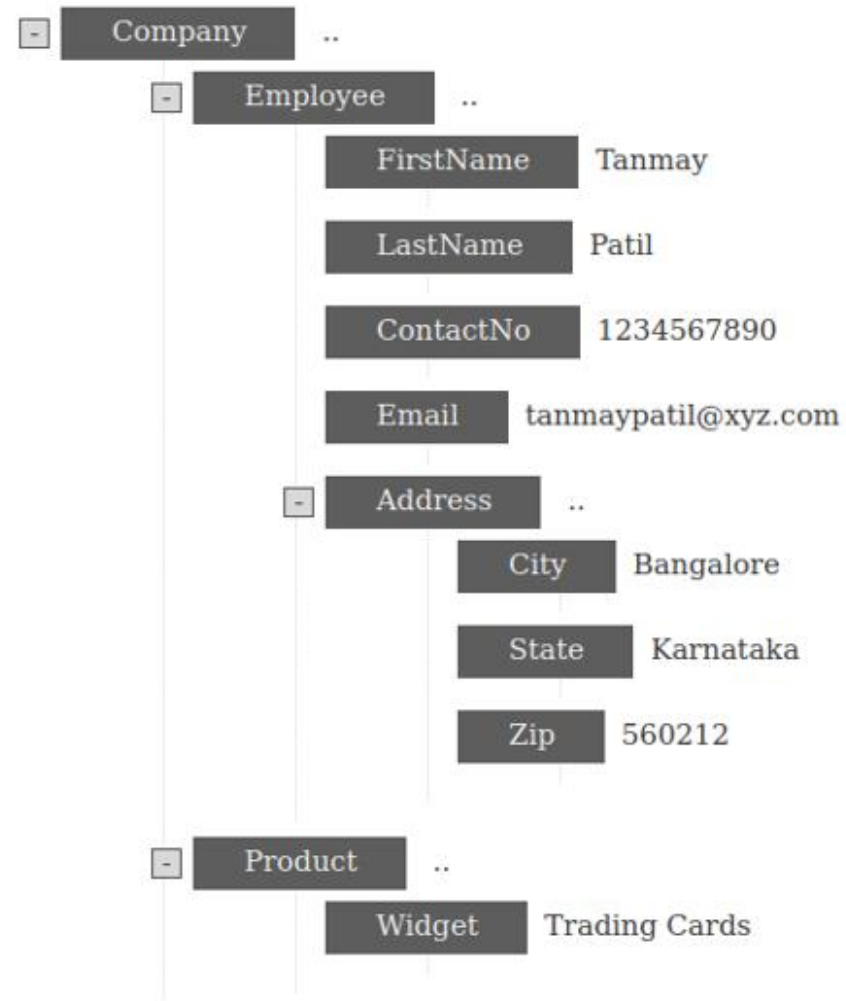 - Company ..
- Employee ..
FirstName Tanmay
LastName Patil
ContactNo 1234567890
Email tanmaypatil@xyz.com
- Address ..
City Bangalore
State Karnataka
Zip 560212
- Product ..
Widget Trading Cards